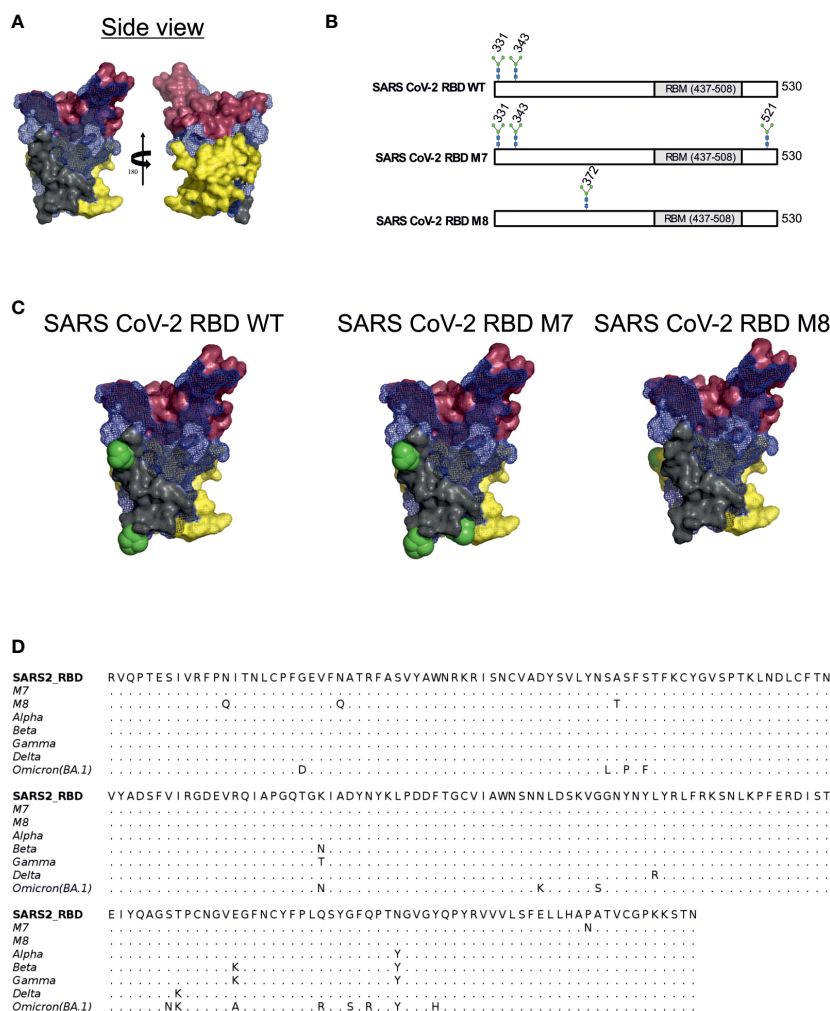 A
Side view
180
B
331 343
SARS CoV-2 RBD WT RBM (437-508) 530
331 343 521
SARS CoV-2 RBD M7 RBM (437-508) 530
372
SARS CoV-2 RBD M8 RBM (437-508) 530
C
SARS CoV-2 RBD WT SARS CoV-2 RBD M7 SARS CoV-2 RBD M8
D
SARS2_RBD RVQPTESIVRFPNITNLCPFGEVFNATRFASVYAWNRKRISNCVADYSVLYNSASFSTFKCYGVSPTKLNDLCFTN
M7 ............................................................................
M8 ............Q...........Q............................T......................
Alpha ............................................................................
Beta ............................................................................
Gamma ............................................................................
Delta ............................................................................
Omicron(BA.1) ....................D...............................L.P.F...................
SARS2_RBD VYADSFVIRGDEVRQIAPGQTGKIADYNYKLPDDFTGCVIAWNSNNLDSKVGGNYNYLYRLFRKSNLKPFERDIST
M7 ............................................................................
M8 ............................................................................
Alpha ............................................................................
Beta ......................N.....................................................
Gamma ......................T.....................................................
Delta .........................................................R..................
Omicron(BA.1) ......................N......................K.....S........................
SARS2_RBD EIYQAGSTPCNGVEGFNCYFPLQSYGFQPTNGVGYQPYRVVVLSFELLHAPATVCGPKKSTN
M7 ..................................................N...........
M8 ..............................................................
Alpha ..............................Y...............................
Beta .............K................Y...............................
Gamma .............K................Y...............................
Delta .......K......................................................
Omicron(BA.1) ......NK.....A........R..S.R..Y...H...........................